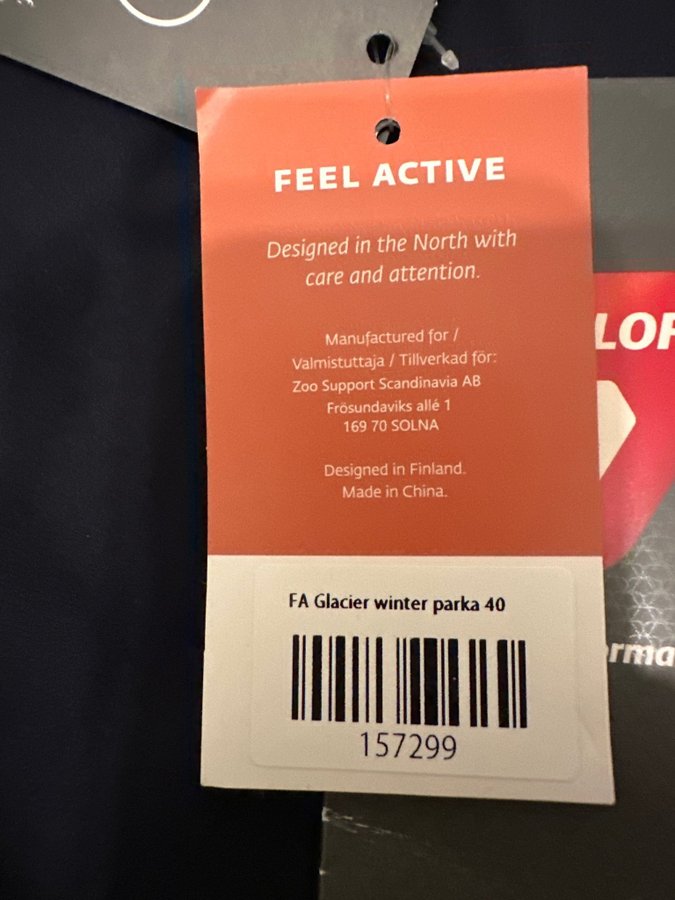 FEEL ACTIVE
Designed in the North with
care and attention.
Manufactured for /
Valmistuttaja / Tillverkad för:
Zoo Support Scandinavia AB
Frösundaviks allé 1
169 70 SOLNA
Designed in Finland.
Made in China.
FA Glacier winter parka 40
157299